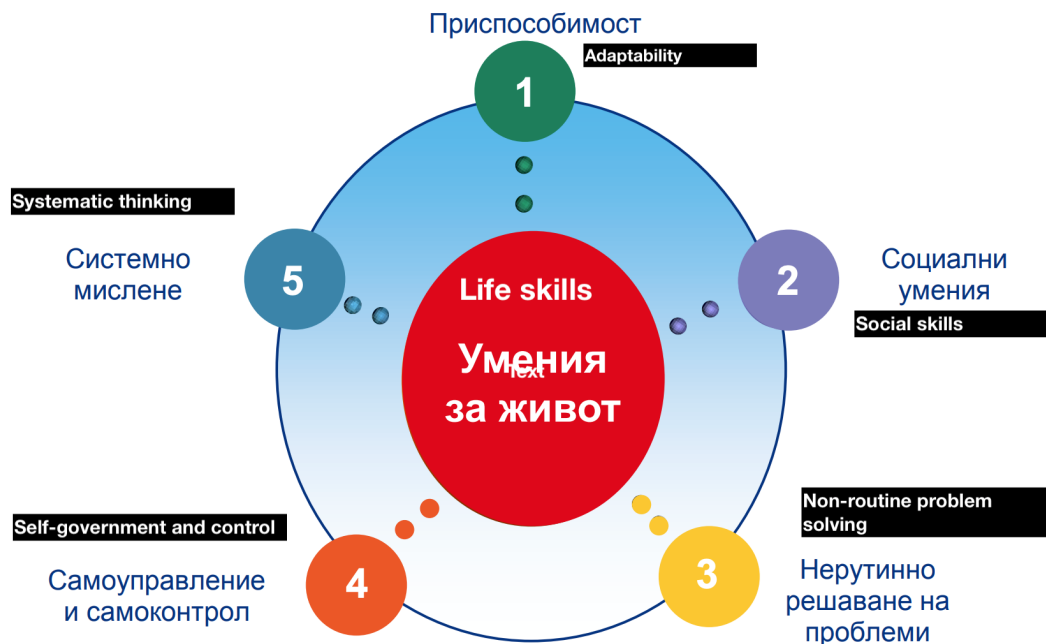 Приспособимост
Adaptability
1
Systematic thinking
Системно
мислене
5
2
Социални
умения
Social skills
Life skills
Умения
Text
за живот
Self-government and control
4
Самоуправление
и самоконтрол
Non-routine problem
solving
3
Нерутинно
решаване на
проблеми